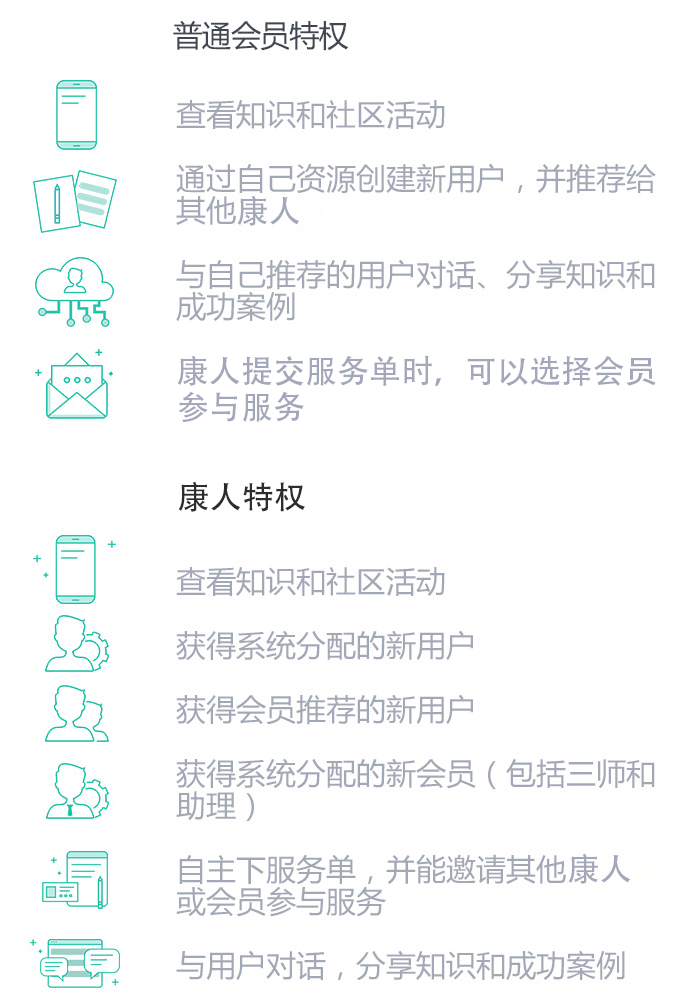 普通会员特权
查看知识和社区活动
通过自己资源创建新用户，并推荐给
其他康人
与自己推荐的用户对话、分享知识和
成功案例
康人提交服务单时，可以选择会员
参与服务
康人特权
查看知识和社区活动
获得系统分配的新用户
获得会员推荐的新用户
获得系统分配的新会员（包括三师和
助理）
自主下服务单，并能邀请其他康人
或会员参与服务
与用户对话，分享知识和成功案例